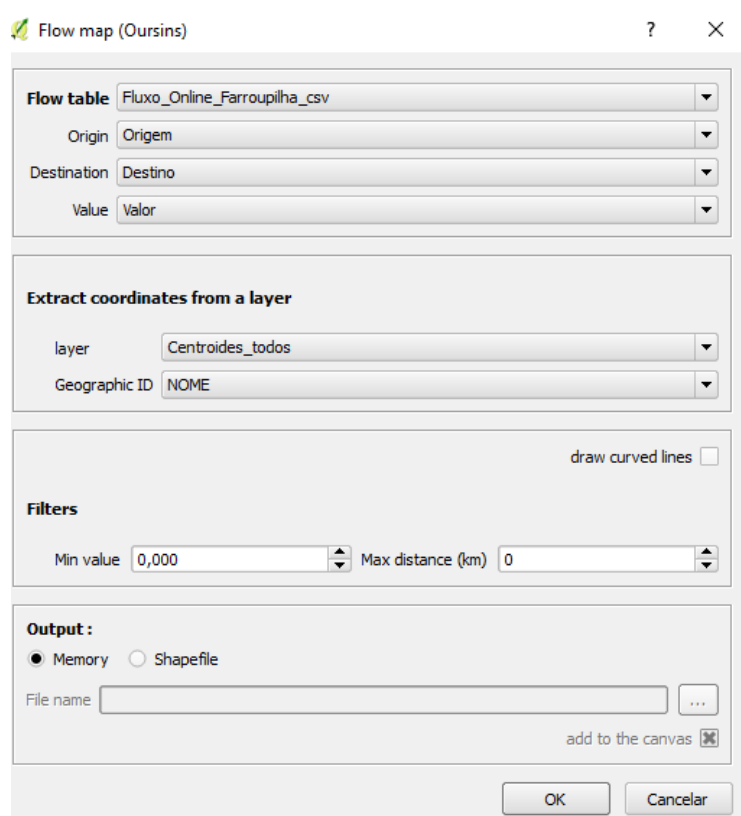 Flow map (Oursins) ?
Flow table Fluxo_Online_Farroupilha_csv
Origin Origem
Destination Destino
Value Valor
Extract coordinates from a layer
layer Centroides_todos
Geographic ID NOME
draw curved lines
Filters
Min value 0,000 Max distance (km) 0
Output :
Memory Shapefile
File name ...
add to the canvas
OK Cancelar